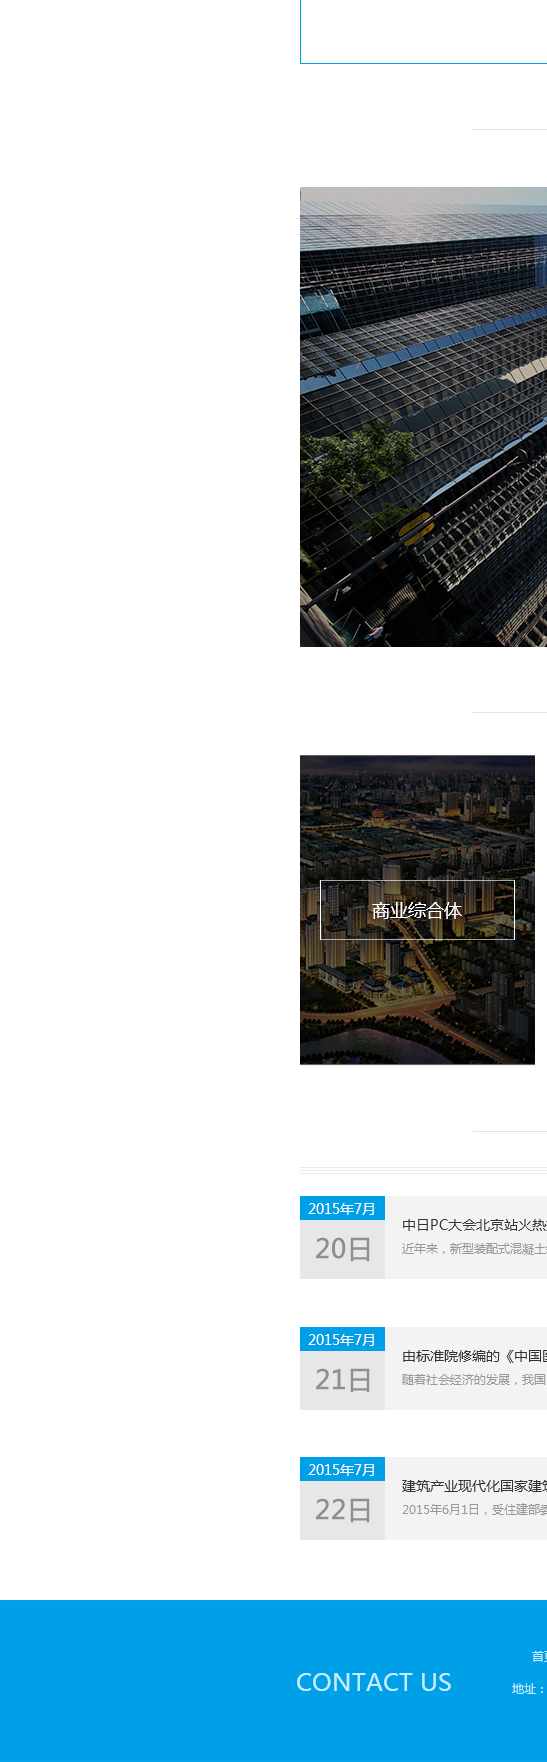 商业综合体
2015年7月
20日
中日PC大会北京站火热
近年来，新型装配式混凝土
2015年7月
21日
由标准院修编的《中国
随着社会经济的发展，我国
2015年7月
22日
建筑产业现代化国家建筑
2015年6月1日，受住建部委
首页
CONTACT US
地址：